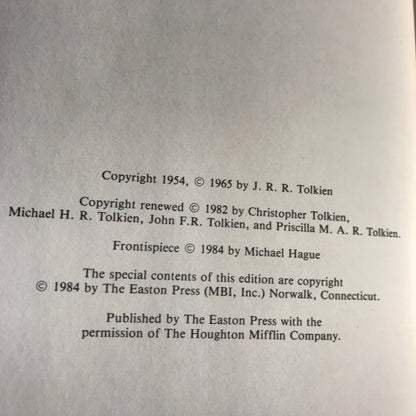 Copyright 1954, © 1965 by J. R. R. Tolkien
Copyright renewed © 1982 by Christopher Tolkien,
Michael H. R. Tolkien, John F.R. Tolkien, and Priscilla M. A. R. Tolkien.
Frontispiece © 1984 by Michael Hague
The special contents of this edition are copyright
© 1984 by The Easton Press (MBI, Inc.) Norwalk, Connecticut.
Published by The Easton Press with the
permission of The Houghton Mifflin Company.